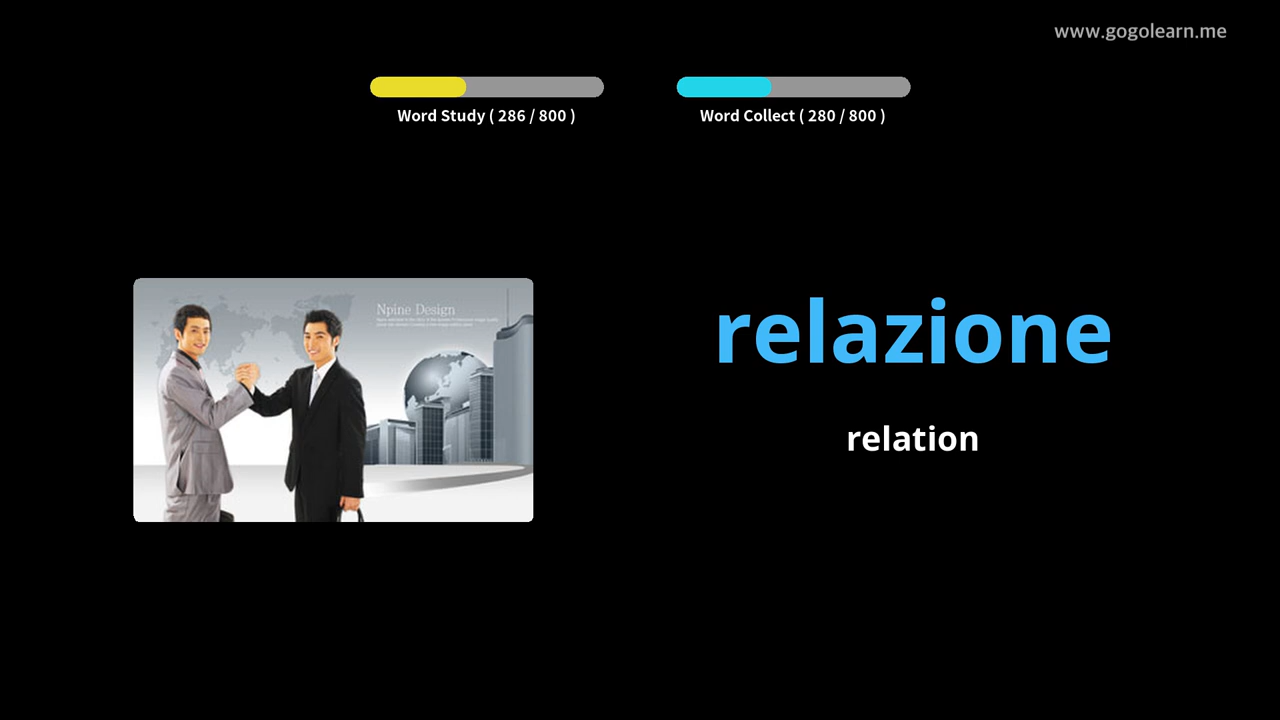 www.gogolearn.me
Word Study ( 286 / 800 )
Word Collect ( 280 / 800 )
Npine Design
relazione
relation